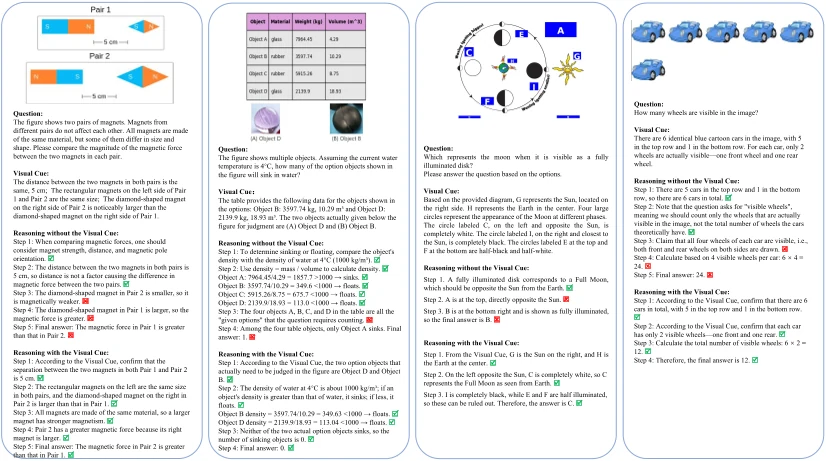 Pair 1
S N S N
5 cm
Pair 2
N S S N
5 cm
Question:
The figure shows two pairs of magnets. Magnets from
different pairs do not affect each other. All magnets are made
of the same material, but some of them differ in size and
shape. Please compare the magnitude of the magnetic force
between the two magnets in each pair.
Visual Cue:
The distance between the two magnets in both pairs is the
same, 5 cm; The rectangular magnets on the left side of Pair
1 and Pair 2 are the same size; The diamond-shaped magnet
on the right side of Pair 2 is noticeably larger than the
diamond-shaped magnet on the right side of Pair 1.
Reasoning without the Visual Cue:
Step 1: When comparing magnetic forces, one should
consider magnet strength, distance, and magnetic pole
orientation.
Step 2: The distance between the two magnets in both pairs is
5 cm, so distance is not a factor causing the difference in
magnetic force between the two pairs.
Step 3: The diamond-shaped magnet in Pair 2 is smaller, so it
is magnetically weaker.
Step 4: The diamond-shaped magnet in Pair 1 is larger, so the
magnetic force is greater.
Step 5: Final answer: The magnetic force in Pair 1 is greater
than that in Pair 2.
Reasoning with the Visual Cue:
Step 1: According to the Visual Cue, confirm that the
separation between the two magnets in both Pair 1 and Pair 2
is 5 cm.
Step 2: The rectangular magnets on the left are the same size
in both pairs, and the diamond-shaped magnet on the right in
Pair 2 is larger than that in Pair 1.
Step 3: All magnets are made of the same material, so a larger
magnet has stronger magnetism.
Step 4: Pair 2 has a greater magnetic force because its right
magnet is larger.
Step 5: Final answer: The magnetic force in Pair 2 is greater
than that in Pair 1.
Object Material Weight (kg) Volume (m^3)
Object A glass 7964.45 4.29
Object B rubber 3597.74 10.29
Object C rubber 5915.26 8.75
Object D glass 2139.9 18.93
(A) Object D (B) Object B
Question:
The figure shows multiple objects. Assuming the current
water temperature is 4°C, how many of the option objects shown in
the figure will sink in water?
Visual Cue:
The table provides the following data for the objects shown in
the options: Object B: 3597.74 kg, 10.29 m³ and Object D:
2139.9 kg, 18.93 m³. The two objects actually given below the
figure for judgment are (A) Object D and (B) Object B.
Reasoning without the Visual Cue:
Step 1: To determine sinking or floating, compare the object's
density with the density of water at 4°C (1000 kg/m³).
Step 2: Use density = mass / volume to calculate density.
Object A: 7964.45/4.29 = 1857.7 >1000 → sinks.
Object B: 3597.74/10.29 = 349.6 <1000 → floats.
Object C: 5915.26/8.75 = 675.7 <1000 → floats.
Object D: 2139.9/18.93 = 113.0 <1000 → floats.
Step 3: The four objects A, B, C, and D in the table are all the
"given options" that the question requires counting.
Step 4: Among the four table objects, only Object A sinks. Final
answer: 1.
Reasoning with the Visual Cue:
Step 1: According to the Visual Cue, the two option objects that
actually need to be judged in the figure are Object D and Object
B.
Step 2: The density of water at 4°C is about 1000 kg/m³; if an
object's density is greater than that of water, it sinks; if less, it
floats.
Object B density = 3597.74/10.29 = 349.63 <1000 → floats.
Object D density = 2139.9/18.93 = 113.04 <1000 → floats.
Step 3: Neither of the two actual option objects sinks, so the
number of sinking objects is 0.
Step 4: Final answer: 0.
A
E
C
H
G
I
F
Question:
Which represents the moon when it is visible as a fully
illuminated disk?
Please answer the question based on the options.
Visual Cue:
Based on the provided diagram, G represents the Sun, located on
the right side. H represents the Earth in the center. Four large
circles represent the appearance of the Moon at different phases.
The circle labeled C, on the left and opposite the Sun, is
completely white. The circle labeled I, on the right and closest to
the Sun, is completely black. The circles labeled E at the top and
F at the bottom are half-black and half-white.
Reasoning without the Visual Cue:
Step 1. A fully illuminated disk corresponds to a Full Moon,
which should be opposite the Sun from the Earth.
Step 2. A is at the top, directly opposite the Sun.
Step 3. B is at the bottom right and is shown as fully illuminated,
so the final answer is B.
Reasoning with the Visual Cue:
Step 1. From the Visual Cue, G is the Sun on the right, and H is
the Earth at the center.
Step 2. On the left opposite the Sun, C is completely white, so C
represents the Full Moon as seen from Earth.
Step 3. I is completely black, while E and F are half illuminated,
so these can be ruled out. Therefore, the answer is C.
Question:
How many wheels are visible in the image?
Visual Cue:
There are 6 identical blue cartoon cars in the image, with 5
in the top row and 1 in the bottom row. For each car, only 2
wheels are actually visible—one front wheel and one rear
wheel.
Reasoning without the Visual Cue:
Step 1: There are 5 cars in the top row and 1 in the bottom
row, so there are 6 cars in total.
Step 2: Note that the question asks for "visible wheels",
meaning we should count only the wheels that are actually
visible in the image, not the total number of wheels the cars
theoretically have.
Step 3: Claim that all four wheels of each car are visible, i.e.,
both front and rear wheels on both sides are drawn.
Step 4: Calculate based on 4 visible wheels per car: 6 × 4 =
24.
Step 5: Final answer: 24.
Reasoning with the Visual Cue:
Step 1: According to the Visual Cue, confirm that there are 6
cars in total, with 5 in the top row and 1 in the bottom row.
Step 2: According to the Visual Cue, confirm that each car
has only 2 visible wheels—one front and one rear.
Step 3: Calculate the total number of visible wheels: 6 × 2 =
12.
Step 4: Therefore, the final answer is 12.